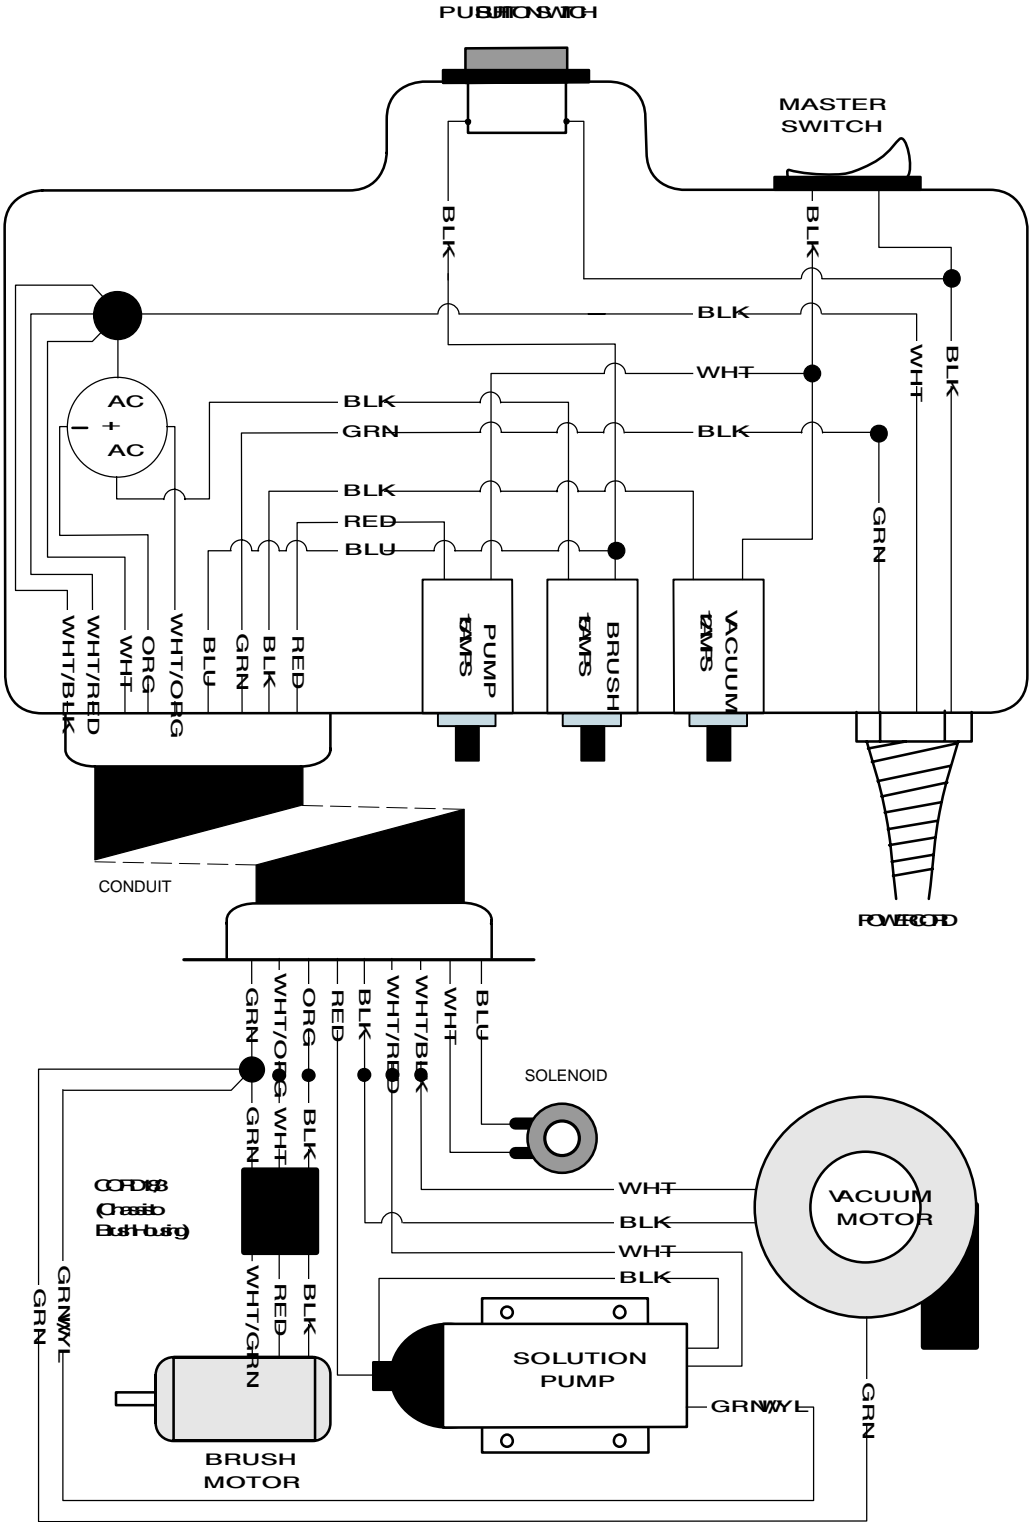 MASTER
SWITCH
BLK
BLK
BLK
WHT
BLK
WHT
BLK
GRN
BLK
AC
+
AC
BLK
RED
BLU
GRN
WHT/BLK
WHT/RED
WHT
ORG
WHT/ORG
BLU
GRN
BLK
RED
PUMP
BRUSH
VACUUM
CONDUIT
GRN
WHT/ORG
ORG
RED
BLK
WHT/RED
WHT/BLK
WHT
BLU
SOLENOID
GRN
WHT
BLK
WHT
BLK
WHT
BLK
VACUUM
MOTOR
GRN
WHT/GRN
RED
BLK
SOLUTION
PUMP
GRN
BRUSH
MOTOR